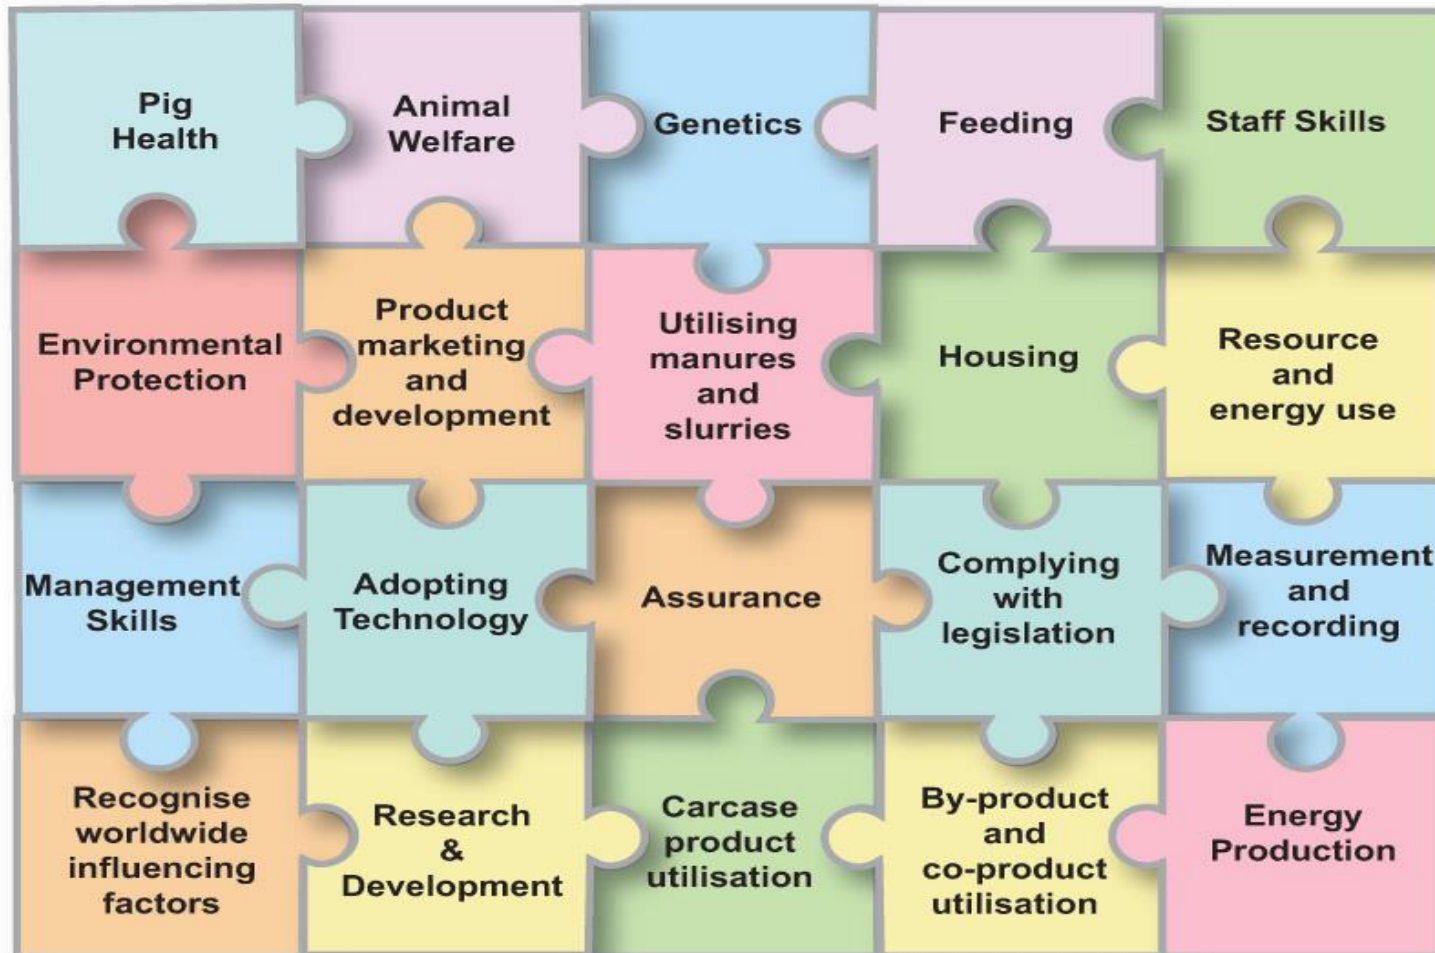 Pig
Health
Animal
Welfare
Genetics
Feeding
Staff Skills
Environmental
Protection
Product
marketing
and
development
Utilising
manures
and
slurries
Housing
Resource
and
energy use
Management
Skills
Adopting
Technology
Assurance
Complying
with
legislation
Measurement
and
recording
Recognise
worldwide
influencing
factors
Research
&
Development
Carcase
product
utilisation
By-product
and
co-product
utilisation
Energy
Production